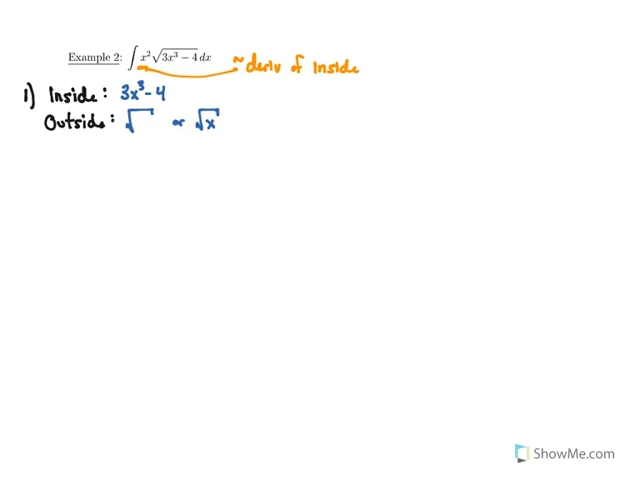 Example 2: ∫ x² √(3x³ − 4) dx
~ deriv of inside
1) Inside: 3x³ − 4
Outside: √ or √x
ShowMe.com